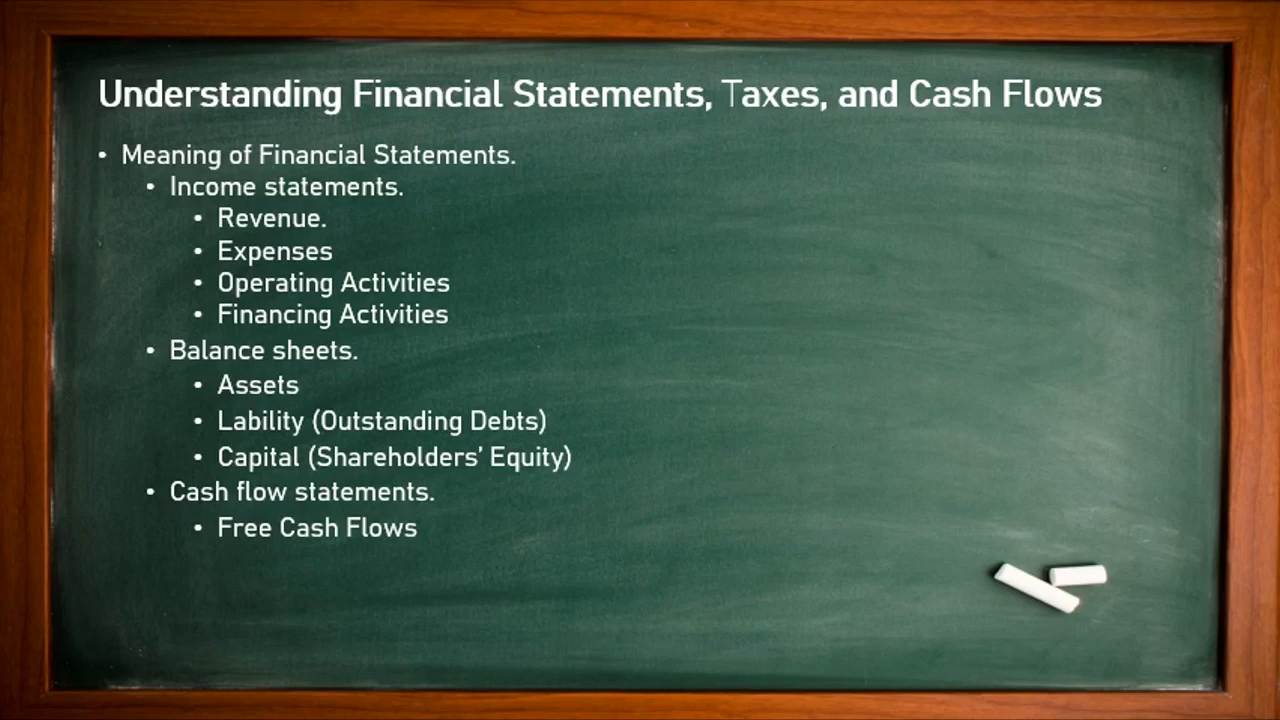 Understanding Financial Statements, Taxes, and Cash Flows
• Meaning of Financial Statements.
• Income statements.
• Revenue.
• Expenses
• Operating Activities
• Financing Activities
• Balance sheets.
• Assets
• Lability (Outstanding Debts)
• Capital (Shareholders’ Equity)
• Cash flow statements.
• Free Cash Flows